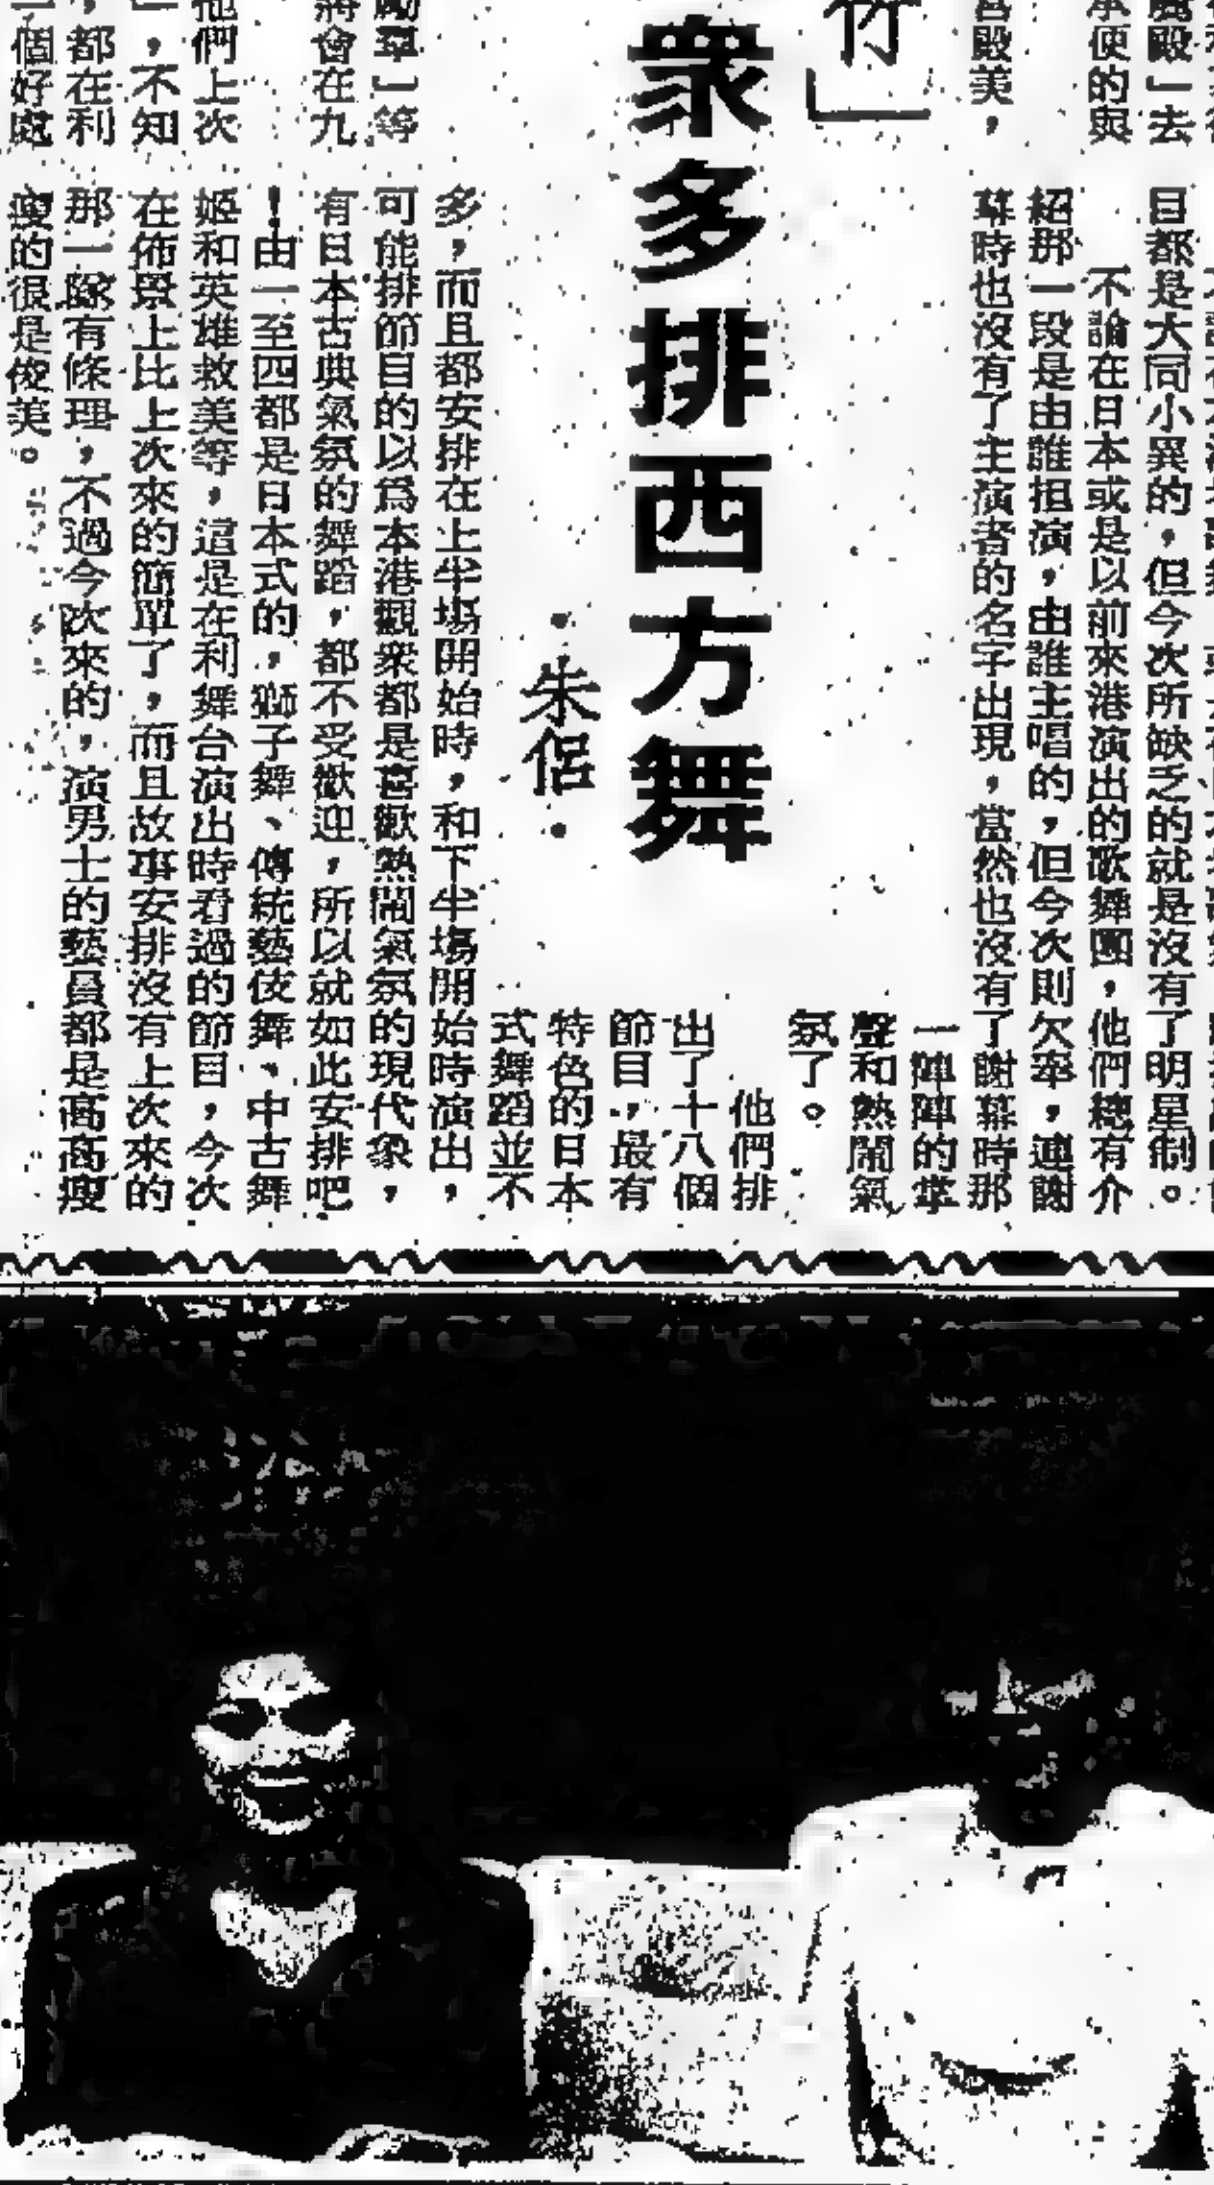 竹」
衆多排西方舞
・朱侶・
鳳殿」去
承便的與
宮殿美，
目都是大同小異的，但今次所缺乏的就是沒有了明星制。
不論在日本或是以前來港演出的歌舞團，他們總有介
紹那一段是由誰担演，由誰主唱的，但今次則欠奉，連謝
幕時也沒有了主演者的名字出現，當然也沒有了謝幕時那
一陣陣的掌
聲和熱鬧氣
氛了。
他們排
出了十八個
節目，最有
特色的日本
式舞蹈並不
多，而且都安排在上半場開始時，和下半場開始時演出，
可能排節目的以爲本港觀衆都是喜歡熱鬧氣氛的現代象，
有日本古典氣氛的舞蹈，都不受歡迎，所以就如此安排吧
！由一至四都是日本式的，獅子舞、傳統藝伎舞、中古舞
姬和英雄救美等，這是在利舞台演出時看過的節目，今次
在佈景上比上次來的簡單了，而且故事安排沒有上次來的
那一隊有條理，不過今次來的，演男士的藝員都是高高瘦
瘦的很是俊美。
」等
將會在九
他們上次
」，不知
，都在利
一個好處